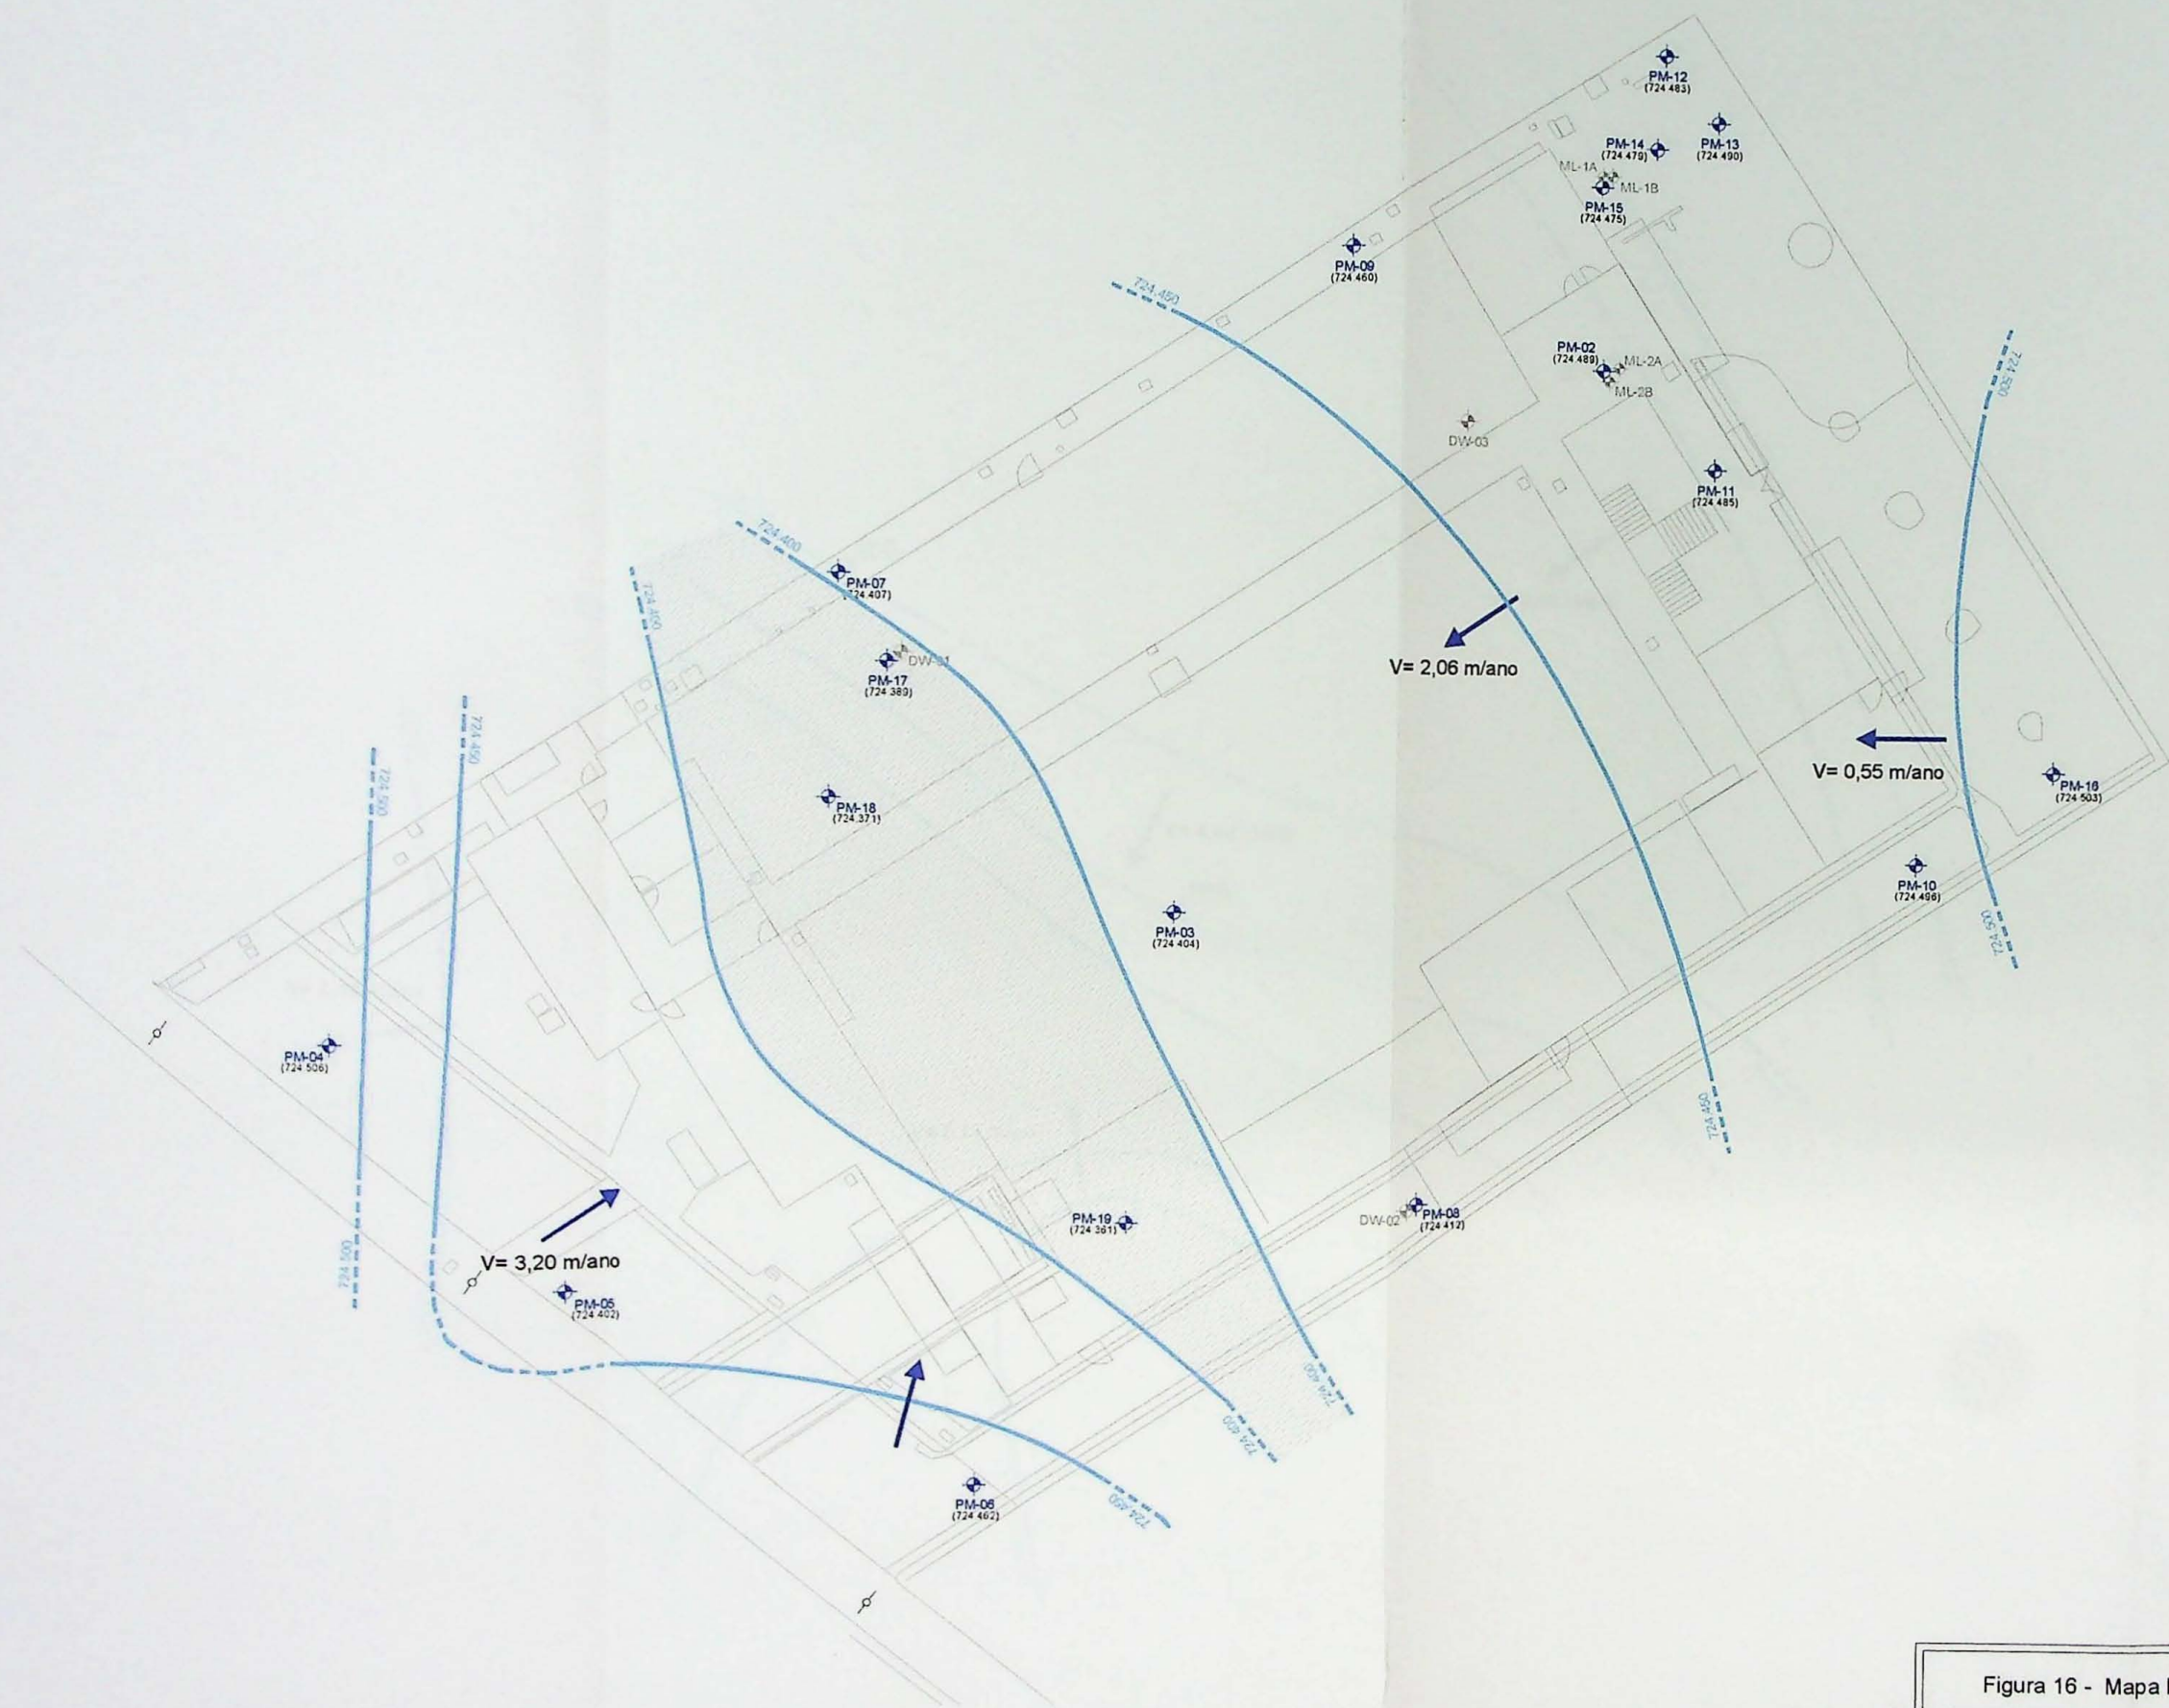 PM-12
(724.483)
PM-13
(724.490)
PM-14
(724.479)
ML-1A
ML-1B
PM-15
(724.475)
PM-09
(724.460)
724.450
PM-02
(724.489)
ML-2A
ML-2B
724.500
DW-03
PM-11
(724.485)
724.400
PM-07
(724.407)
724.400
PM-17
(724.389)
DW-01
V= 2,06 m/ano
724.450
724.500
V= 0,55 m/ano
PM-16
(724.503)
PM-18
(724.371)
PM-10
(724.496)
PM-03
(724.404)
724.500
PM-04
(724.506)
724.450
PM-19
(724.361)
DW-02
PM-08
(724.412)
V= 3,20 m/ano
724.500
PM-05
(724.402)
724.400
724.400
PM-06
(724.462)
724.450
Figura 16 - Mapa